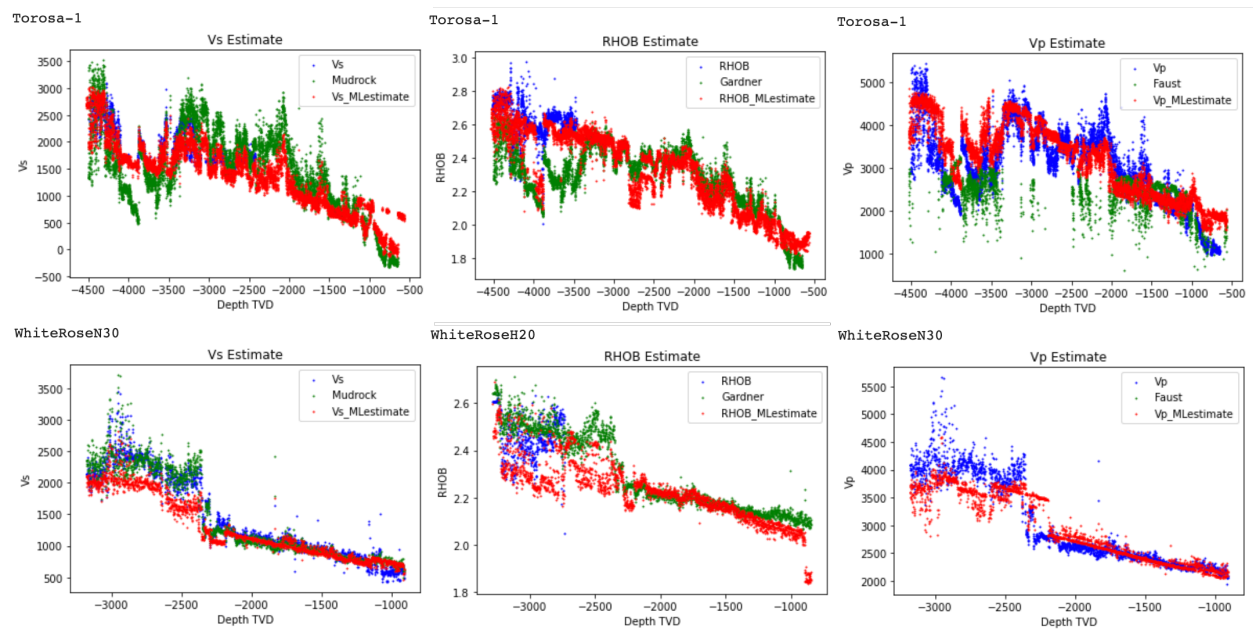 Torosa-1
Vs Estimate
Vs
Mudrock
Vs_MLestimate
3500
3000
2500
2000
1500
1000
500
0
−500
Vs
−4500 −4000 −3500 −3000 −2500 −2000 −1500 −1000 −500
Depth TVD
Torosa-1
RHOB Estimate
RHOB
Gardner
RHOB_MLestimate
3.0
2.8
2.6
2.4
2.2
2.0
1.8
RHOB
−4500 −4000 −3500 −3000 −2500 −2000 −1500 −1000 −500
Depth TVD
Torosa-1
Vp Estimate
Vp
Faust
Vp_MLestimate
5000
4000
3000
2000
1000
Vp
−4500 −4000 −3500 −3000 −2500 −2000 −1500 −1000 −500
Depth TVD
WhiteRoseN30
Vs Estimate
Vs
Mudrock
Vs_MLestimate
3500
3000
2500
2000
1500
1000
500
Vs
−3000 −2500 −2000 −1500 −1000
Depth TVD
WhiteRoseH20
RHOB Estimate
RHOB
Gardner
RHOB_MLestimate
2.6
2.4
2.2
2.0
1.8
RHOB
−3000 −2500 −2000 −1500 −1000
Depth TVD
WhiteRoseN30
Vp Estimate
Vp
Faust
Vp_MLestimate
5500
5000
4500
4000
3500
3000
2500
2000
Vp
−3000 −2500 −2000 −1500 −1000
Depth TVD